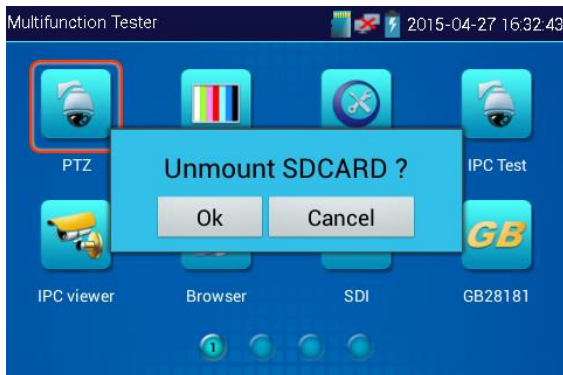 Multifunction Tester 2015-04-27 16:32:43
Unmount SDCARD ?
Ok Cancel
PTZ IPC Test
GB
IPC viewer Browser SDI GB28181
1